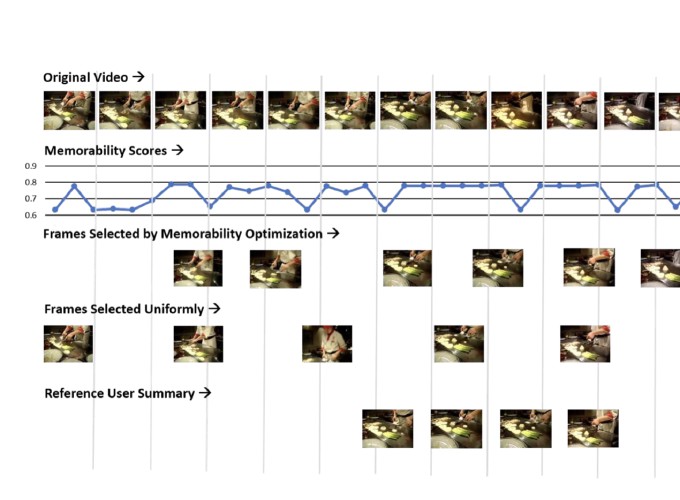 Original Video →
Memorability Scores →
0.9
0.8
0.7
0.6
Frames Selected by Memorability Optimization →
Frames Selected Uniformly →
Reference User Summary →